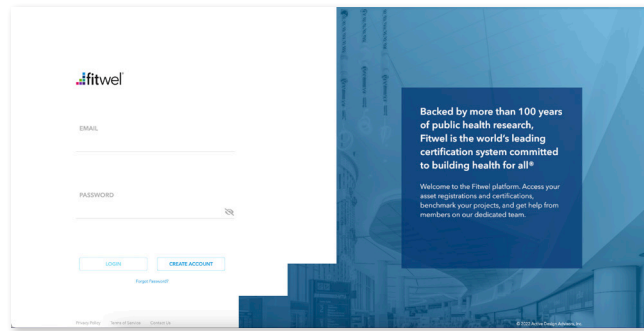 fitwel
EMAIL
PASSWORD
LOGIN
CREATE ACCOUNT
Forgot Password?
Privacy Policy
Terms of Service
Contact Us
Backed by more than 100 years
of public health research,
Fitwel is the world's leading
certification system committed
to building health for all®
Welcome to the Fitwel platform. Access your
asset registrations and certifications,
benchmark your projects, and get help from
members on our dedicated team.
© 2022 Active Design Advisors, Inc.